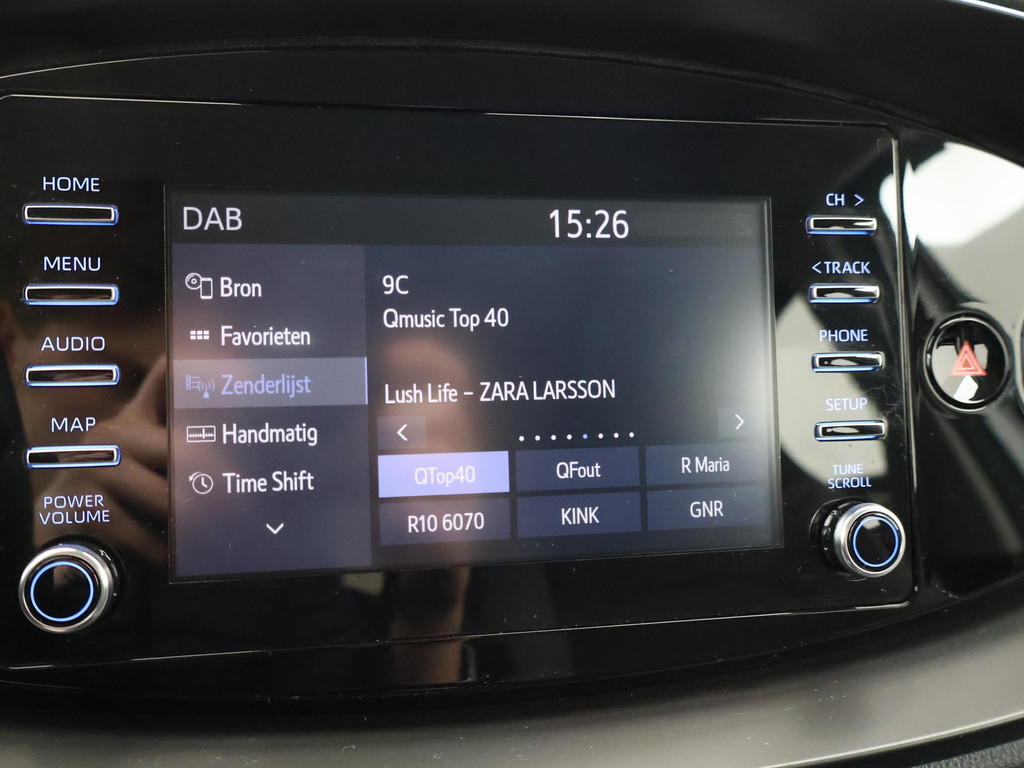 HOME
MENU
AUDIO
MAP
POWER
VOLUME
DAB
15:26
Bron
Favorieten
Zenderlijst
Handmatig
Time Shift
9C
Qmusic Top 40
Lush Life – ZARA LARSSON
< >
QTop40 QFout R Maria
R10 6070 KINK GNR
CH >
< TRACK
PHONE
SETUP
TUNE
SCROLL